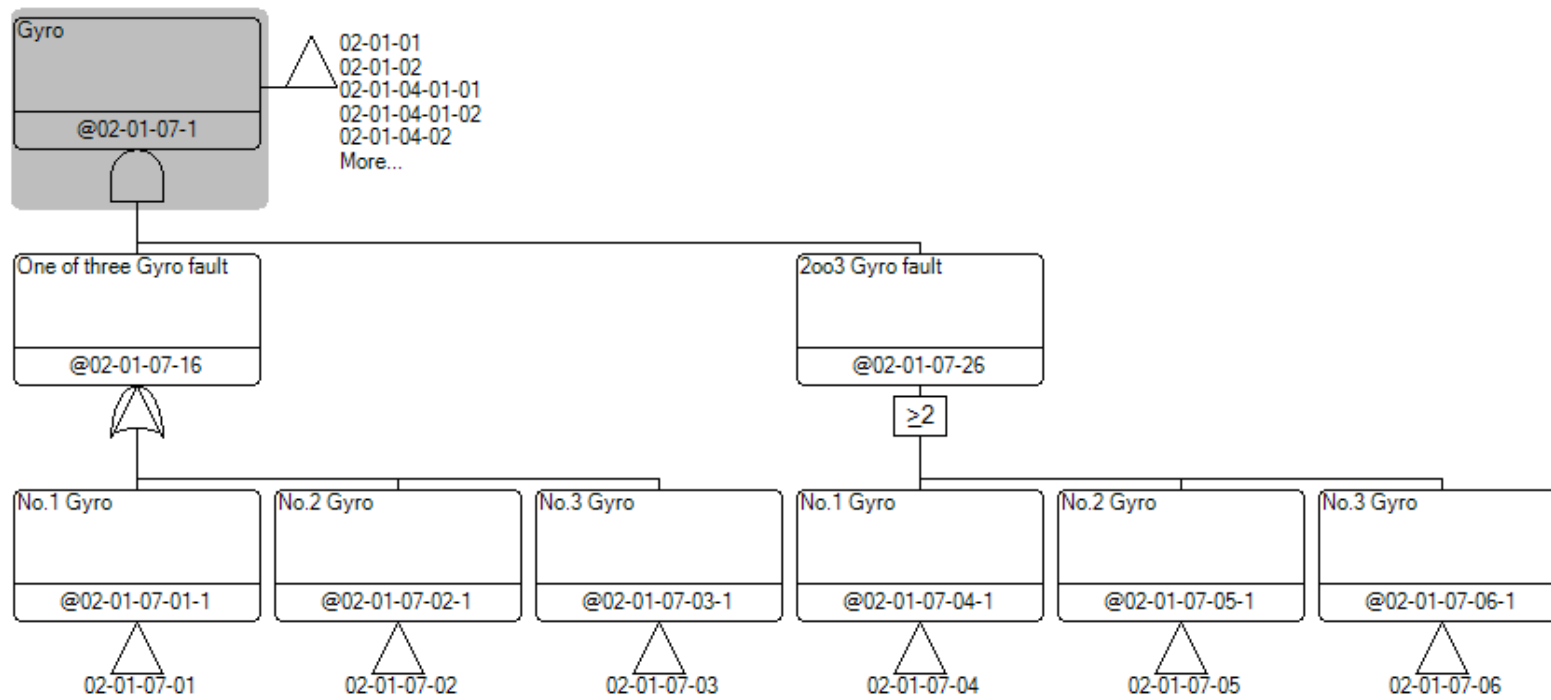 Gyro
@02-01-07-1
02-01-01
02-01-02
02-01-04-01-01
02-01-04-01-02
02-01-04-02
More...
One of three Gyro fault
@02-01-07-16
2oo3 Gyro fault
@02-01-07-26
≥2
No.1 Gyro
@02-01-07-01-1
02-01-07-01
No.2 Gyro
@02-01-07-02-1
02-01-07-02
No.3 Gyro
@02-01-07-03-1
02-01-07-03
No.1 Gyro
@02-01-07-04-1
02-01-07-04
No.2 Gyro
@02-01-07-05-1
02-01-07-05
No.3 Gyro
@02-01-07-06-1
02-01-07-06